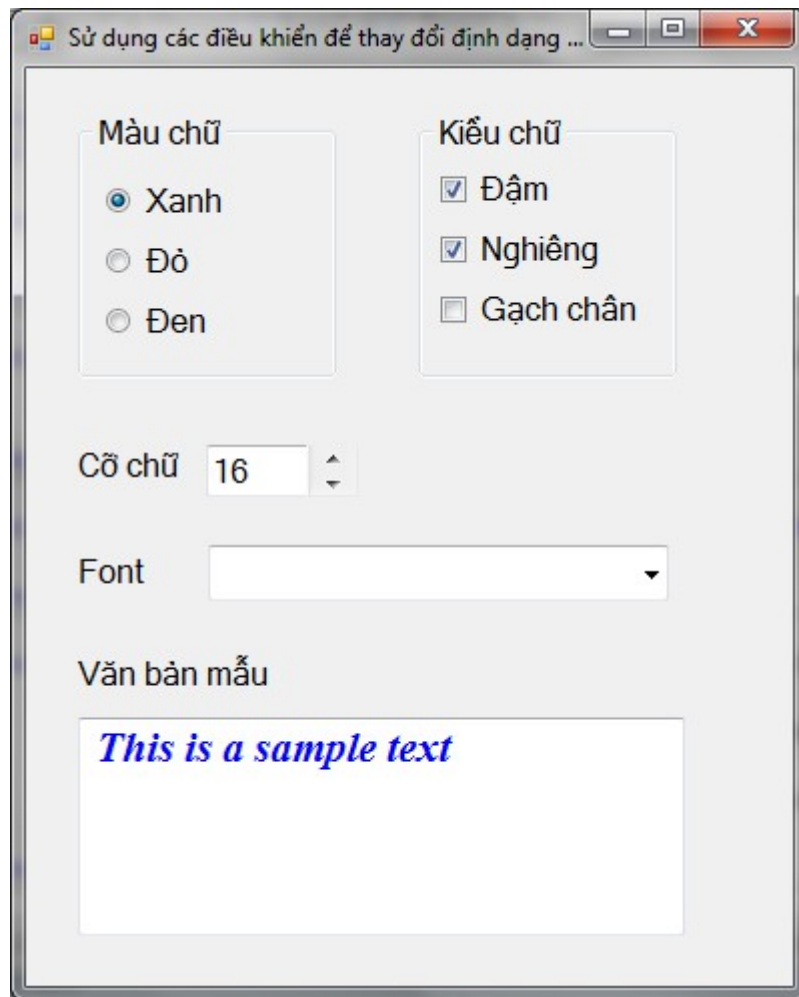 Sử dụng các điều khiển để thay đổi định dạng ...
Màu chữ
Xanh
Đỏ
Đen
Kiểu chữ
Đậm
Nghiêng
Gạch chân
Cỡ chữ 16
Font
Văn bản mẫu
This is a sample text